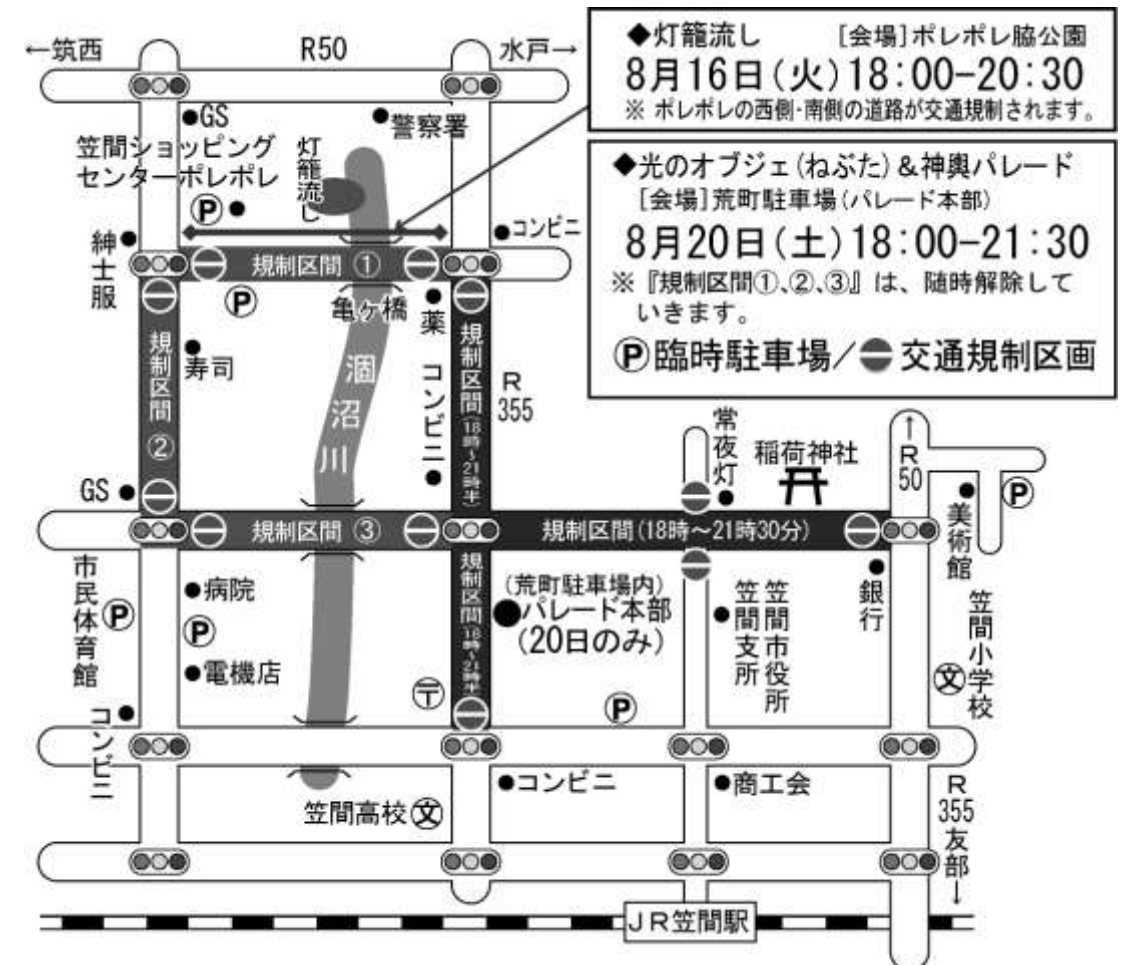 ←筑西
R50
水戸→
◆灯籠流し [会場]ポレポレ脇公園
8月16日(火)18:00−20:30
※ ポレポレの西側・南側の道路が交通規制されます。
◆光のオブジェ(ねぶた)&神輿パレード
[会場]荒町駐車場(パレード本部)
8月20日(土)18:00−21:30
※『規制区間①、②、③』は、随時解除して
いきます。
Ⓟ臨時駐車場/⊖交通規制区画
●GS
●警察署
笠間ショッピング
センターポレポレ
灯籠流し
Ⓟ
●コンビニ
紳士服
規制区間 ①
Ⓟ
亀ヶ橋
薬
規制区間②
寿司
涸沼川
コンビニ
規制区間(18時〜21時半)
R
355
常夜灯
稲荷神社
↑R50
Ⓟ
GS●
美術館
規制区間 ③
規制区間(18時〜21時30分)
市民体育館
Ⓟ
●病院
Ⓟ
●電機店
規制区間(18時〜21時半)
(荒町駐車場内)
●パレード本部
(20日のみ)
笠間市役所
笠間支所
銀行
笠間小学校
文
〒
Ⓟ
コンビニ
●コンビニ
●商工会
笠間高校文
R
355
友部↓
JR笠間駅